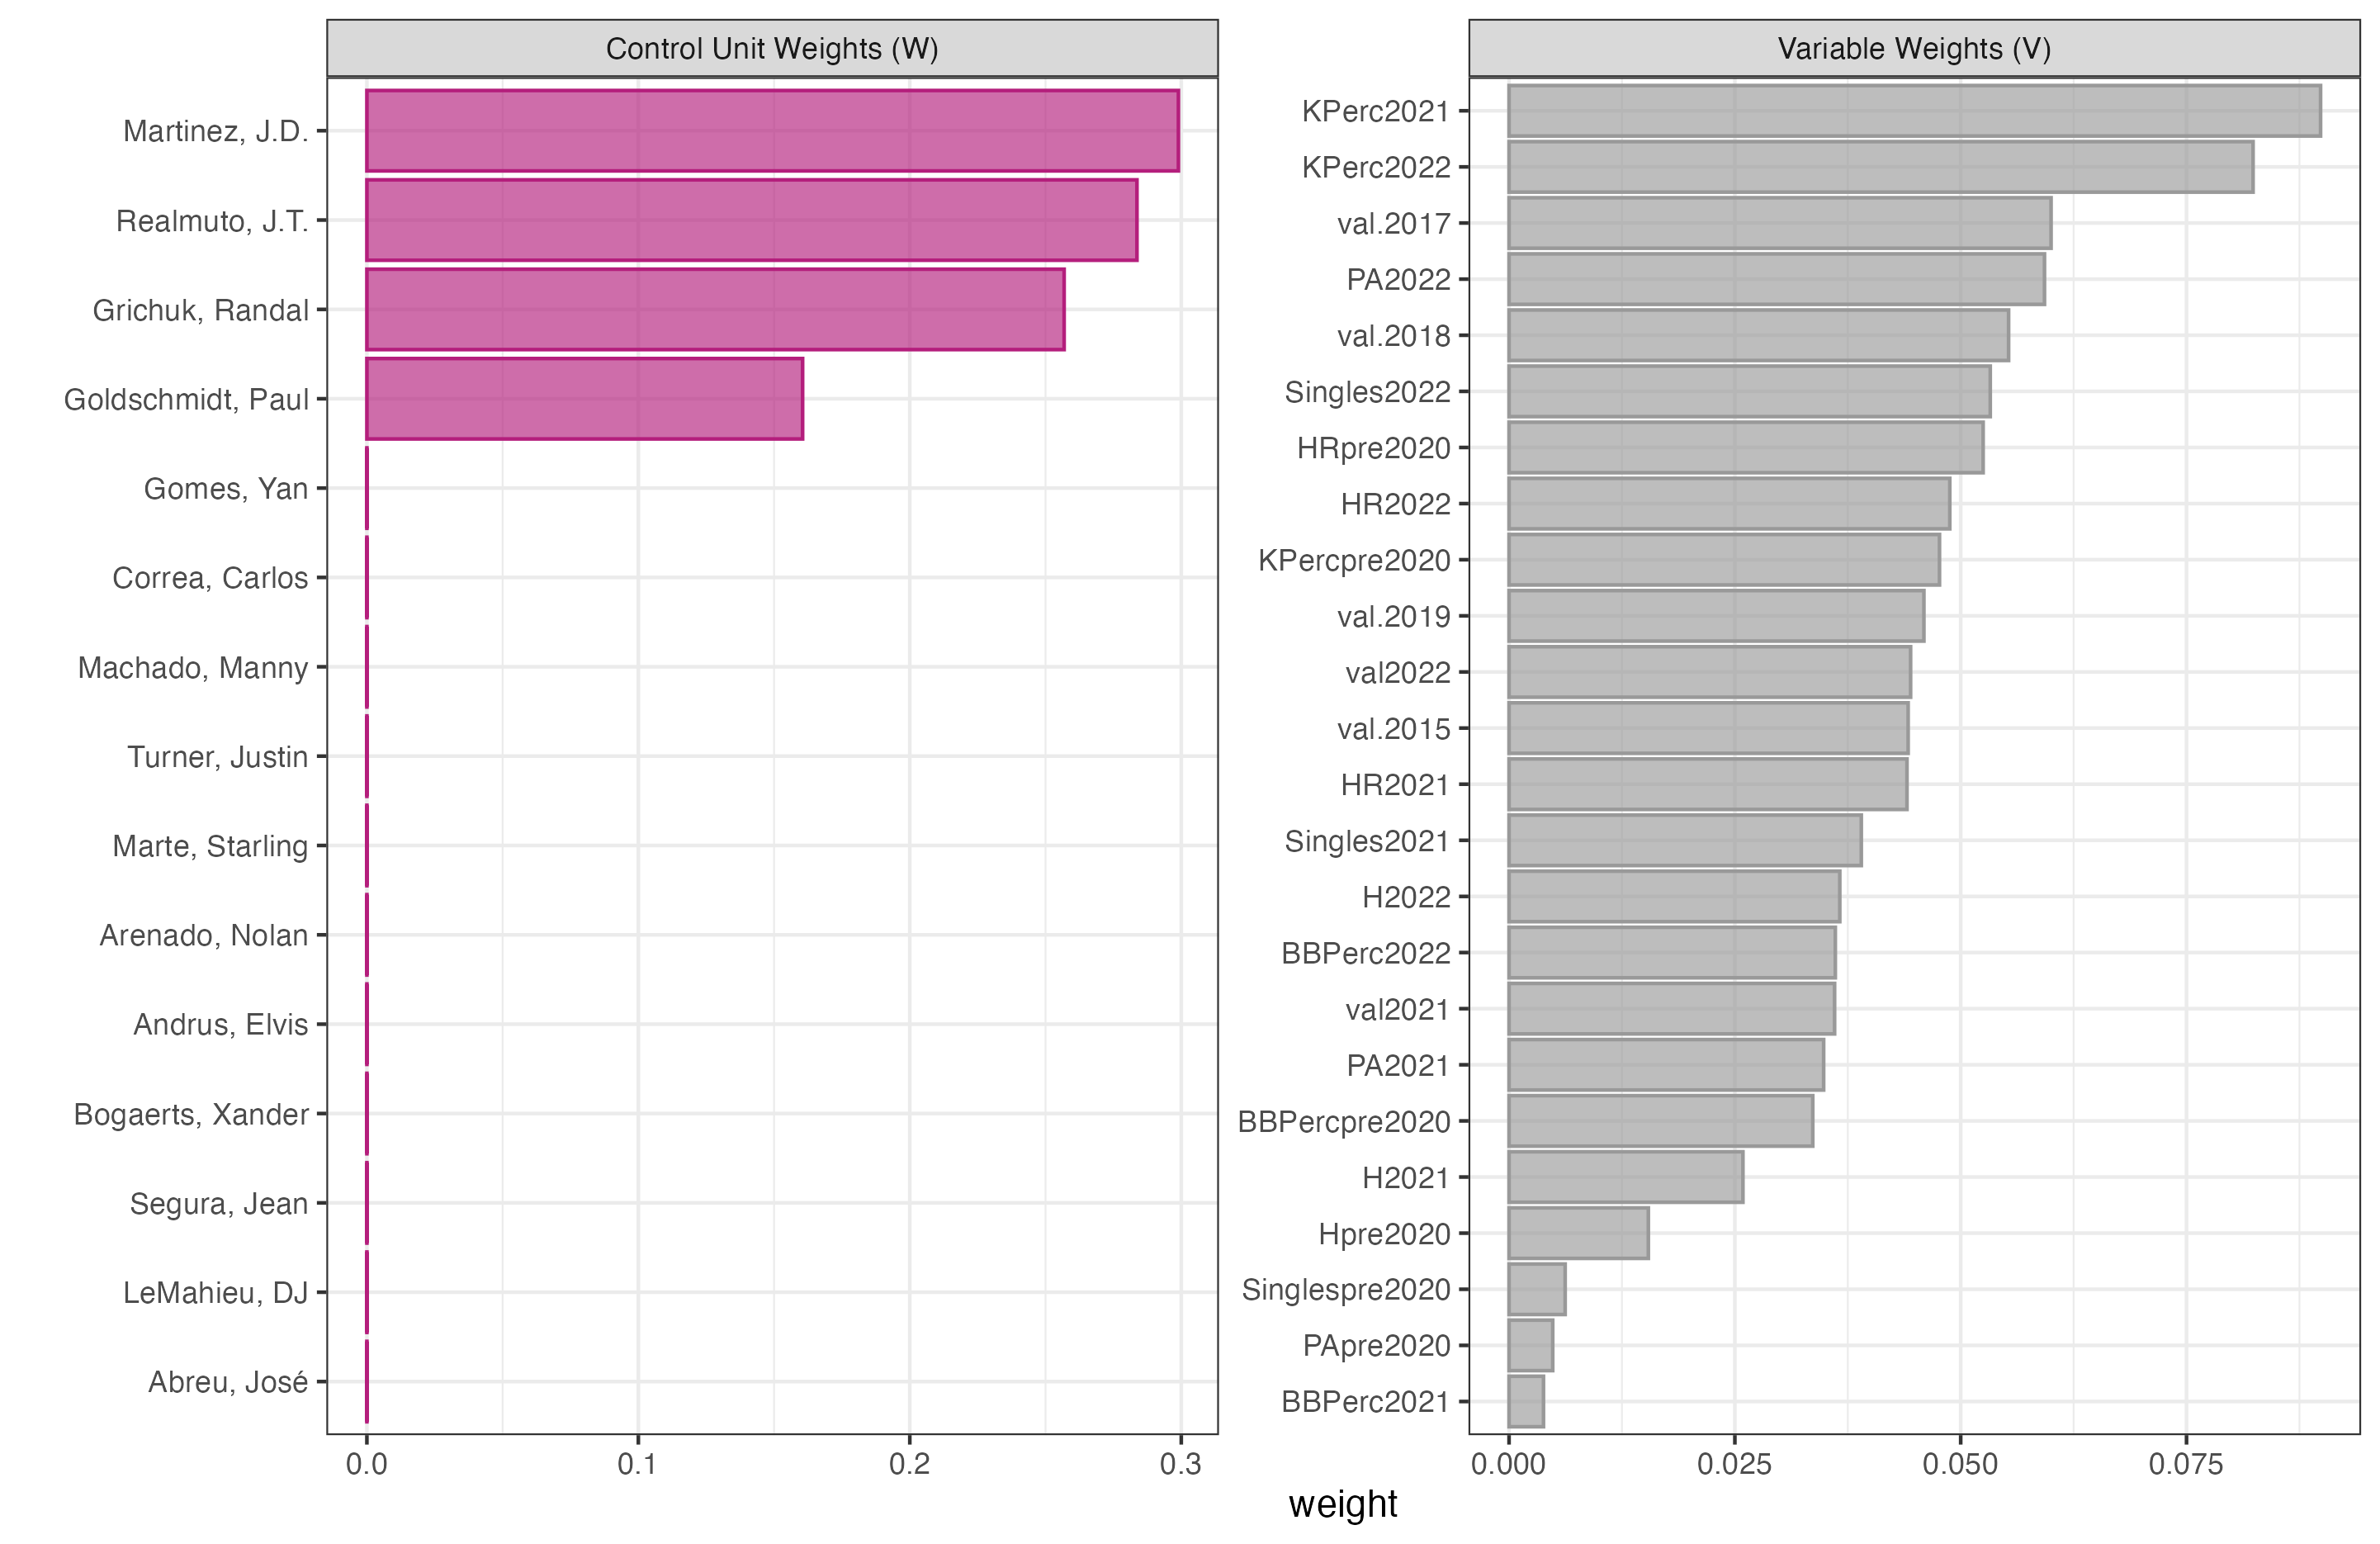 Control Unit Weights (W)
Martinez, J.D.
Realmuto, J.T.
Grichuk, Randal
Goldschmidt, Paul
Gomes, Yan
Correa, Carlos
Machado, Manny
Turner, Justin
Marte, Starling
Arenado, Nolan
Andrus, Elvis
Bogaerts, Xander
Segura, Jean
LeMahieu, DJ
Abreu, José
0.0 0.1 0.2 0.3
Variable Weights (V)
KPerc2021
KPerc2022
val.2017
PA2022
val.2018
Singles2022
HRpre2020
HR2022
KPercpre2020
val.2019
val2022
val.2015
HR2021
Singles2021
H2022
BBPerc2022
val2021
PA2021
BBPercpre2020
H2021
Hpre2020
Singlespre2020
PApre2020
BBPerc2021
0.000 0.025 0.050 0.075
weight